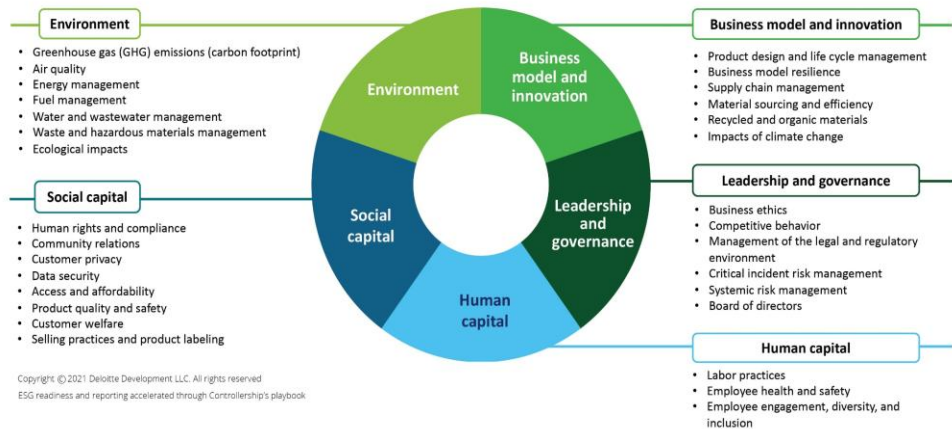 Environment
• Greenhouse gas (GHG) emissions (carbon footprint)
• Air quality
• Energy management
• Fuel management
• Water and wastewater management
• Waste and hazardous materials management
• Ecological impacts
Social capital
• Human rights and compliance
• Community relations
• Customer privacy
• Data security
• Access and affordability
• Product quality and safety
• Customer welfare
• Selling practices and product labeling
Environment
Business
model and
innovation
Social
capital
Leadership
and
governance
Human
capital
Business model and innovation
• Product design and life cycle management
• Business model resilience
• Supply chain management
• Material sourcing and efficiency
• Recycled and organic materials
• Impacts of climate change
Leadership and governance
• Business ethics
• Competitive behavior
• Management of the legal and regulatory
environment
• Critical incident risk management
• Systemic risk management
• Board of directors
Human capital
• Labor practices
• Employee health and safety
• Employee engagement, diversity, and
inclusion
Copyright © 2021 Deloitte Development LLC. All rights reserved
ESG readiness and reporting accelerated through Controllership's playbook